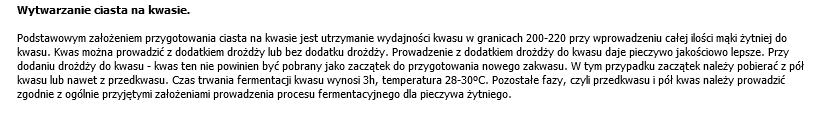 Wytwarzanie ciasta na kwasie.
Podstawowym założeniem przygotowania ciasta na kwasie jest utrzymanie wydajności kwasu w granicach 200-220 przy wprowadzeniu całej ilości mąki żytniej do
kwasu. Kwas można prowadzić z dodatkiem drożdży lub bez dodatku drożdży. Prowadzenie z dodatkiem drożdży do kwasu daje pieczywo jakościowo lepsze. Przy
dodaniu drożdży do kwasu - kwas ten nie powinien być pobrany jako zaczątek do przygotowania nowego zakwasu. W tym przypadku zaczątek należy pobierać z pół
kwasu lub nawet z przedkwasu. Czas trwania fermentacji kwasu wynosi 3h, temperatura 28-30ºC. Pozostałe fazy, czyli przedkwasu i pół kwas należy prowadzić
zgodnie z ogólnie przyjętymi założeniami prowadzenia procesu fermentacyjnego dla pieczywa żytniego.